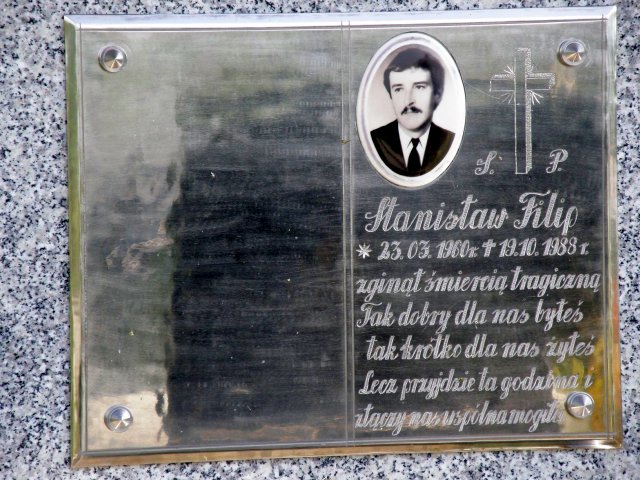 Ś. P.
Stanisław Filip
* 23.03.1960r. ✝ 19.10.1988 r.
zginął śmiercią tragiczną
Tak dobry dla nas byłeś
tak krótko dla nas żyłeś
Lecz przyjdzie ta godzina i
złączy nas wspólna mogiła